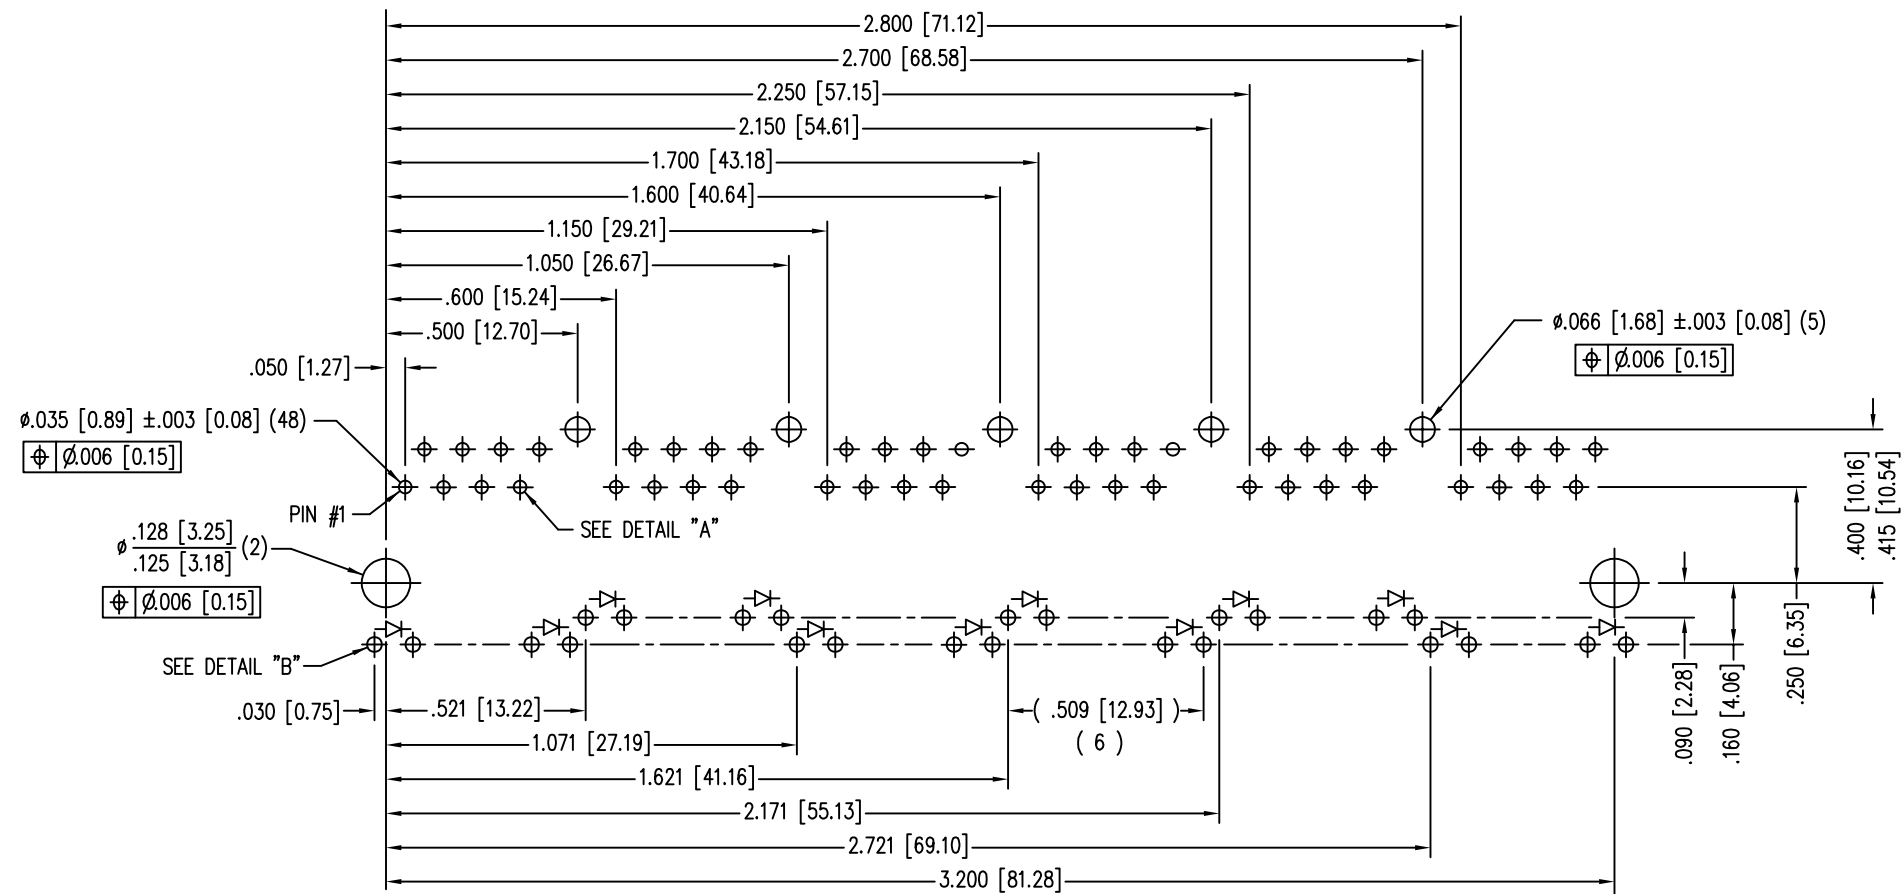 2.800 [71.12]
2.700 [68.58]
2.250 [57.15]
2.150 [54.61]
1.700 [43.18]
1.600 [40.64]
1.150 [29.21]
1.050 [26.67]
.600 [15.24]
.500 [12.70]
.050 [1.27]
⌀.066 [1.68] ±.003 [0.08] (5)
⌖ ⌀.006 [0.15]
⌀.035 [0.89] ±.003 [0.08] (48)
⌖ ⌀.006 [0.15]
PIN #1
SEE DETAIL "A"
⌀ .128 [3.25]
.125 [3.18] (2)
⌖ ⌀.006 [0.15]
SEE DETAIL "B"
.400 [10.16]
.415 [10.54]
.250 [6.35]
.090 [2.28]
.160 [4.06]
.030 [0.75]
.521 [13.22]
( .509 [12.93] )
( 6 )
1.071 [27.19]
1.621 [41.16]
2.171 [55.13]
2.721 [69.10]
3.200 [81.28]